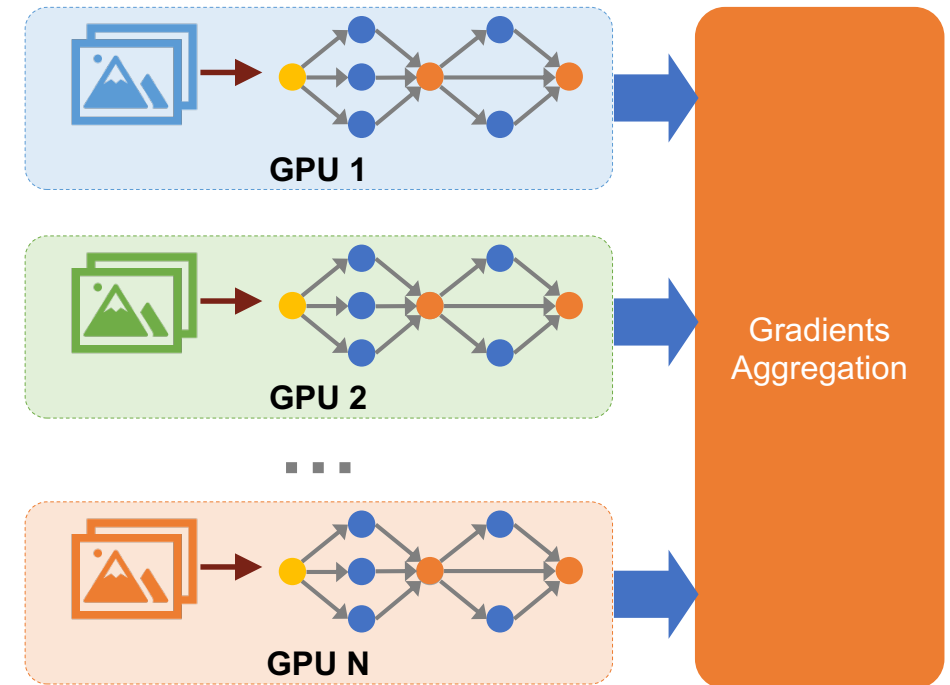 GPU 1
GPU 2
...
GPU N
Gradients
Aggregation